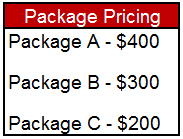 Package Pricing
Package A - $400
Package B - $300
Package C - $200